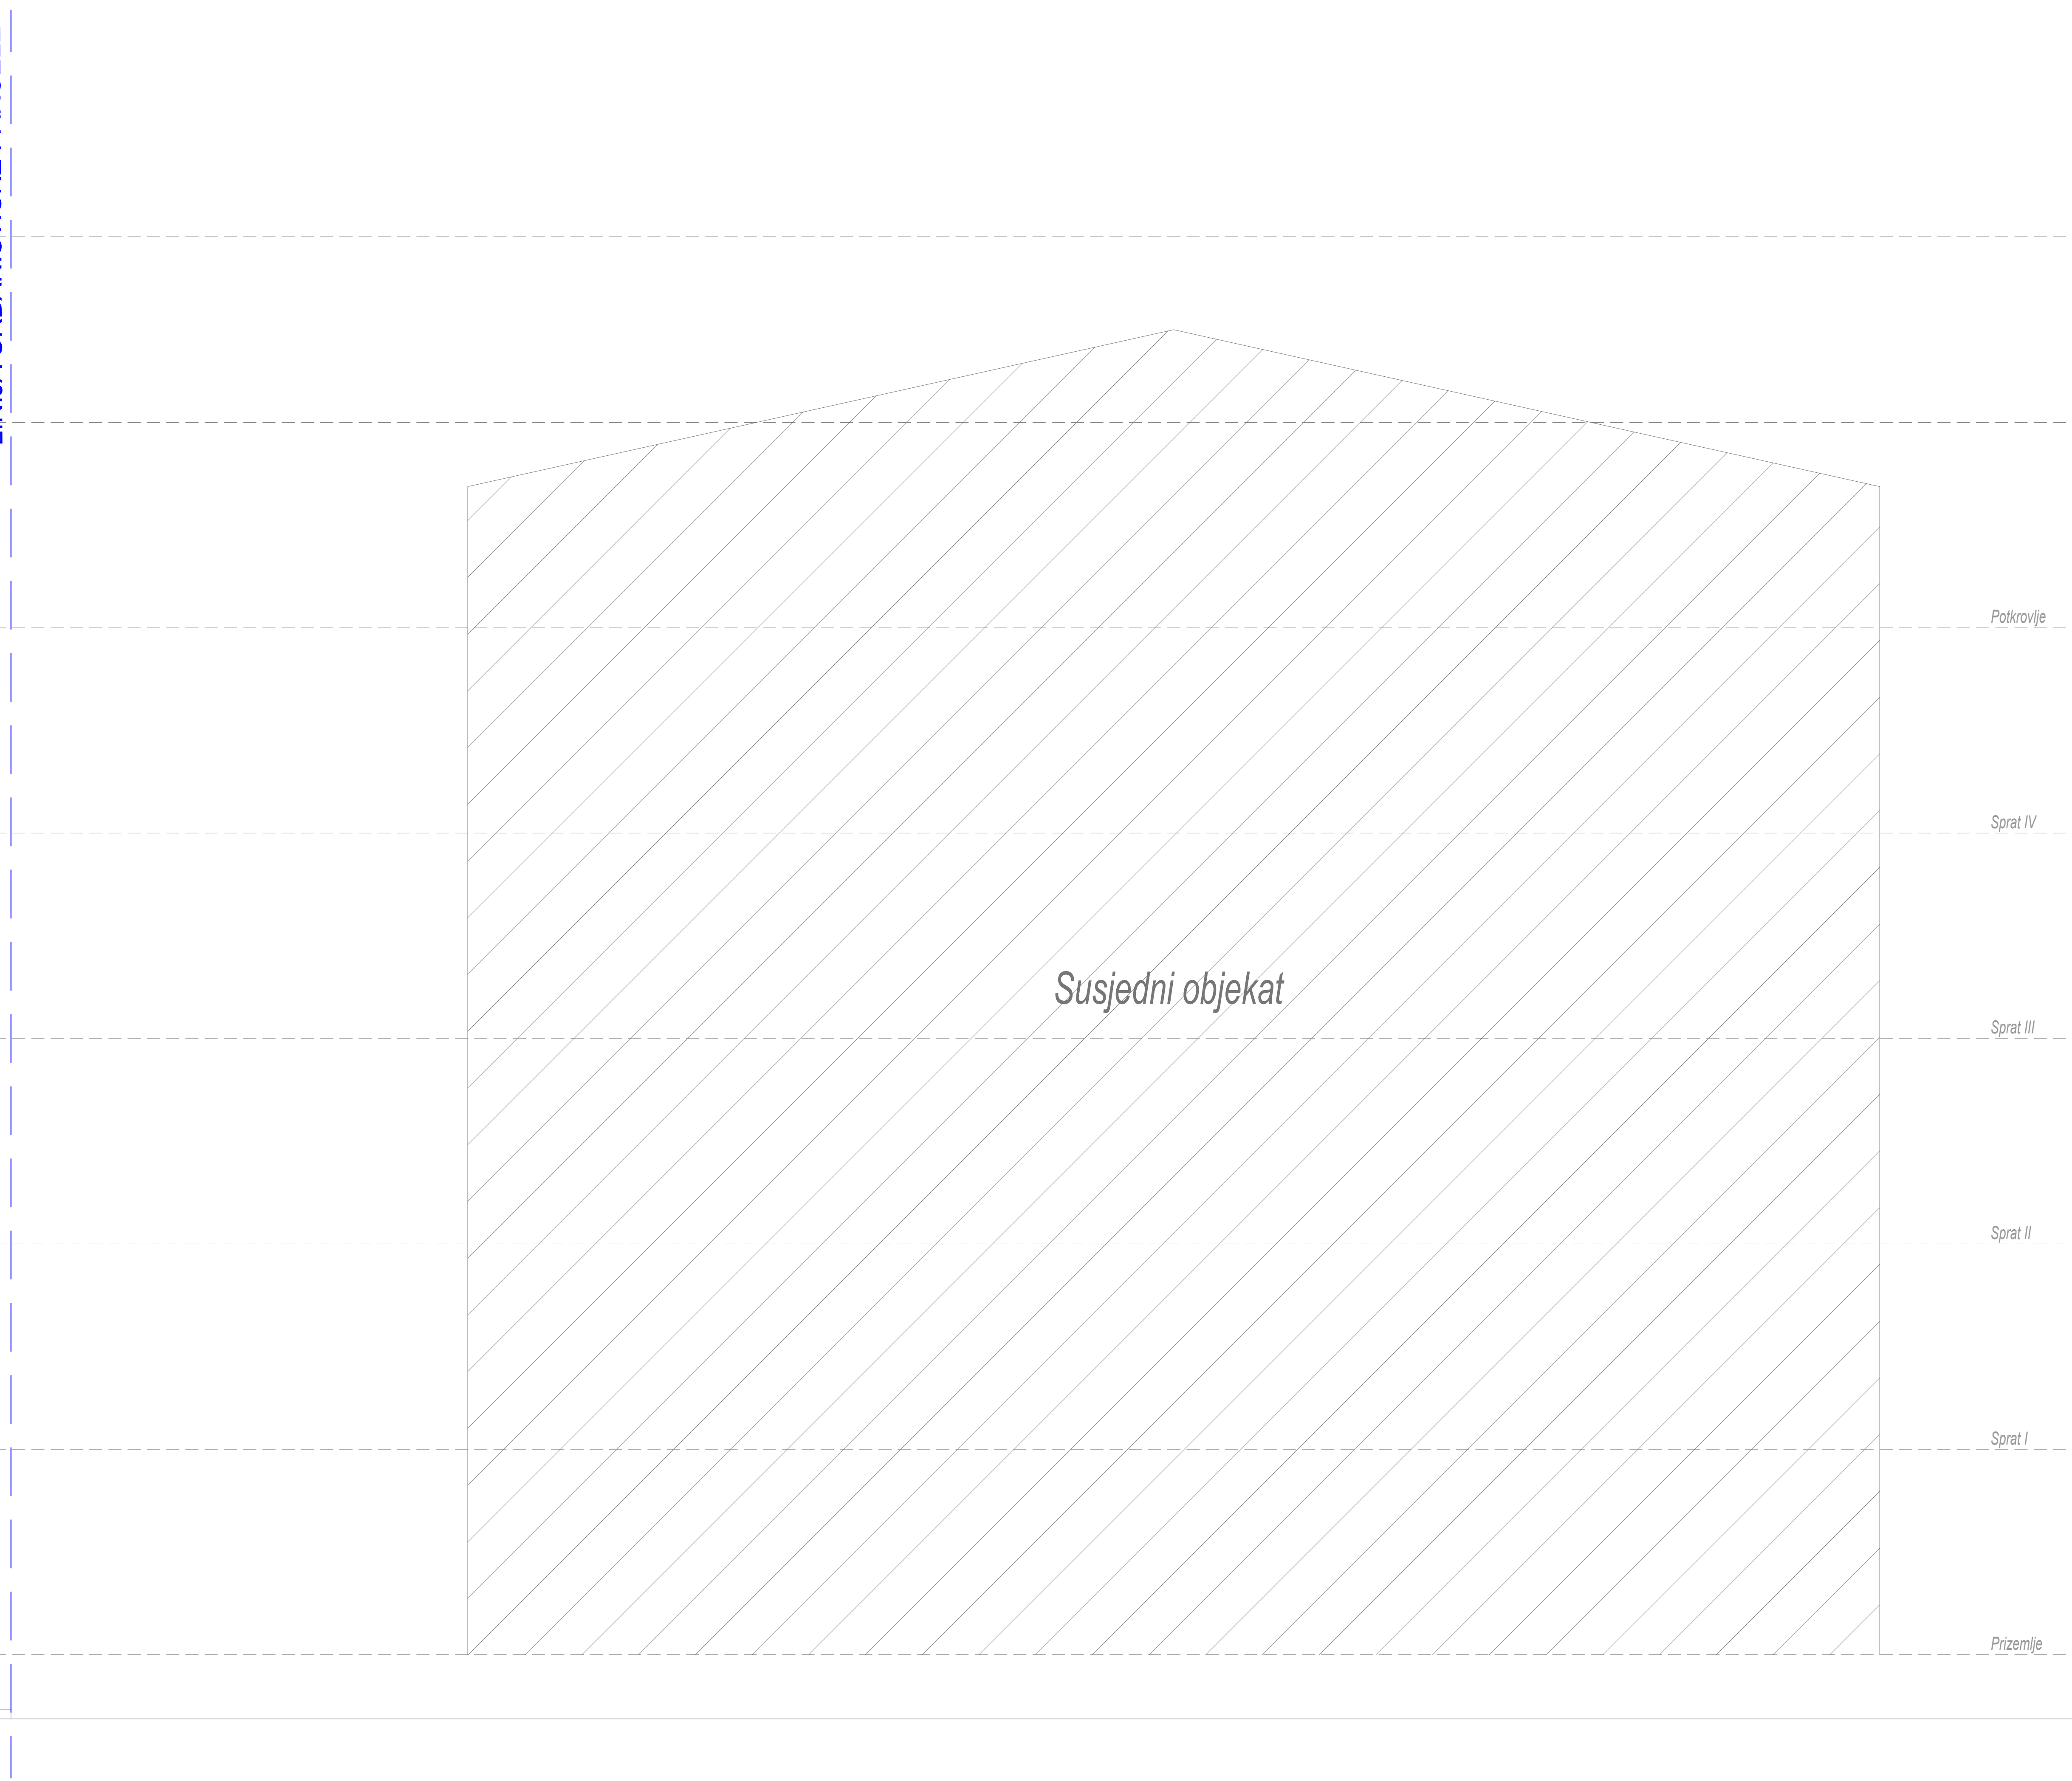 Potkrovlje
Sprat IV
Susjedni objekat
Sprat III
Sprat II
Sprat I
Prizemlje